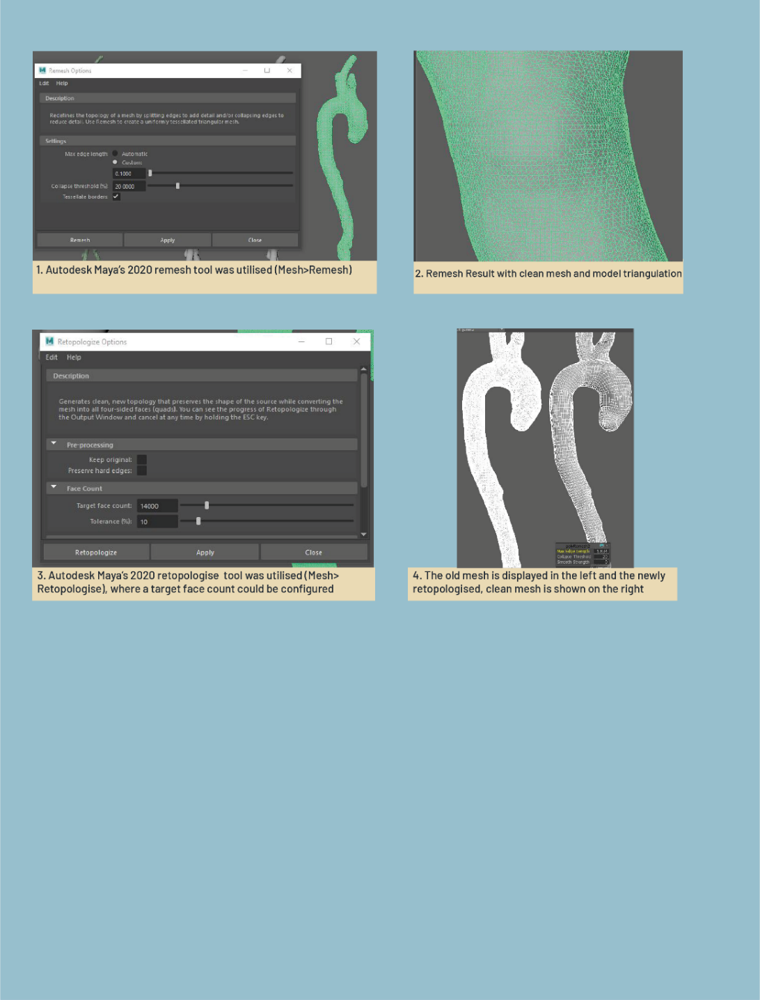 Remesh Options
Edit Help
Description
Redefines the topology of a mesh by splitting edges to add detail and/or collapsing edges to
reduce detail. Use Remesh to create a uniformly tessellated triangular mesh.
Settings
Max edge length: Automatic
Custom:
0.1000
Collapse threshold (%) 20.0000
Tessellate borders
Remesh Apply Close
1. Autodesk Maya's 2020 remesh tool was utilised (Mesh>Remesh)
2. Remesh Result with clean mesh and model triangulation
Retopologize Options
Edit Help
Description
Generates clean, new topology that preserves the shape of the source while converting the
mesh into all four-sided faces (quads). You can see the progress of Retopologize through
the Output Window and cancel at any time by holding the ESC key.
Pre-processing
Keep original:
Preserve hard edges:
Face Count
Target face count: 14000
Tolerance (%): 10
Retopologize Apply Close
3. Autodesk Maya's 2020 retopologise tool was utilised (Mesh>
Retopologise), where a target face count could be configured
Max Edge Length
Collapse Threshold
Smooth Strength 0
4. The old mesh is displayed in the left and the newly
retopologised, clean mesh is shown on the right